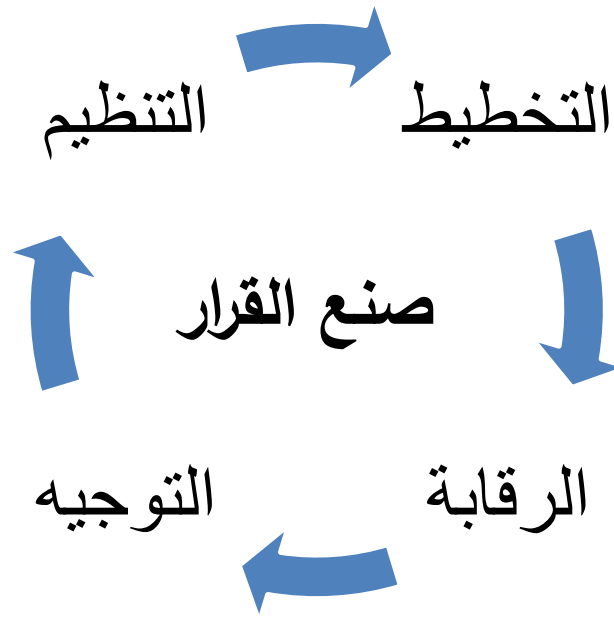 التخطيط
التنظيم
صنع القرار
الرقابة
التوجيه